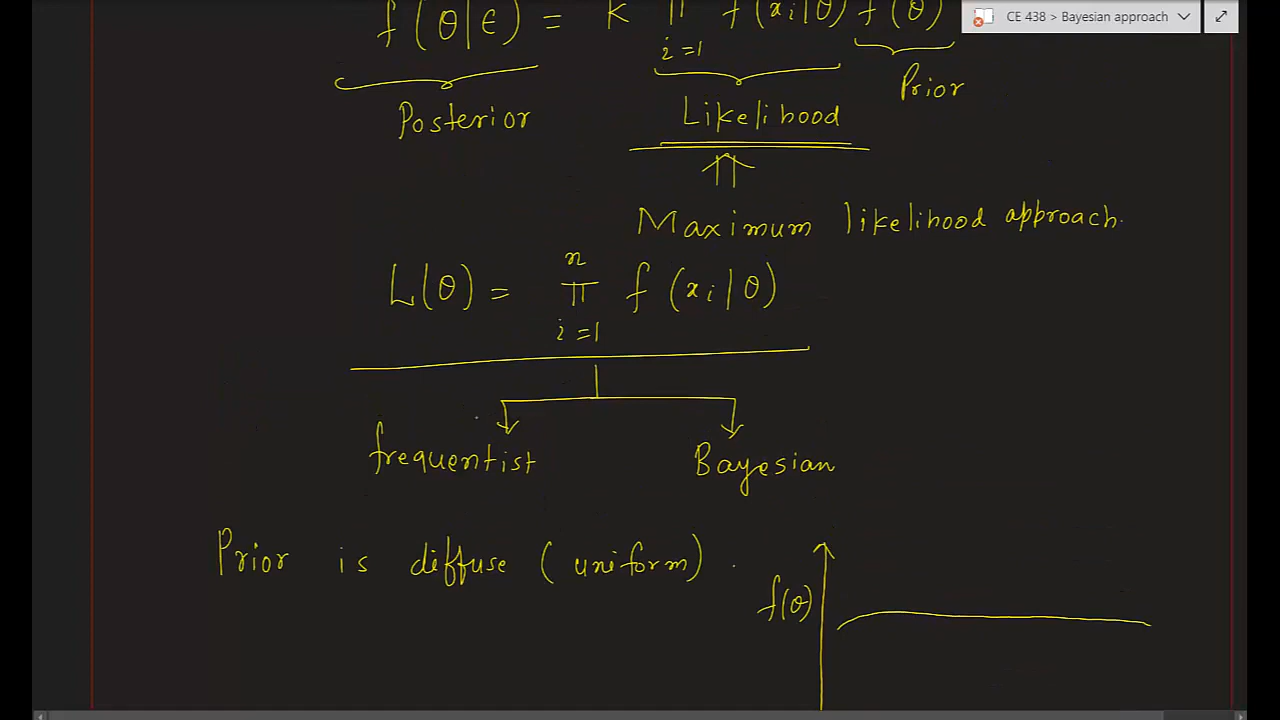 CE 438 > Bayesian approach
f(θ|ε) = K π f(xi|θ) f(θ)
i=1
Posterior
Likelihood
Prior
Maximum likelihood approach.
L(θ) = π f(xi|θ)
n
i=1
frequentist
Bayesian
Prior is diffuse (uniform).
f(θ)